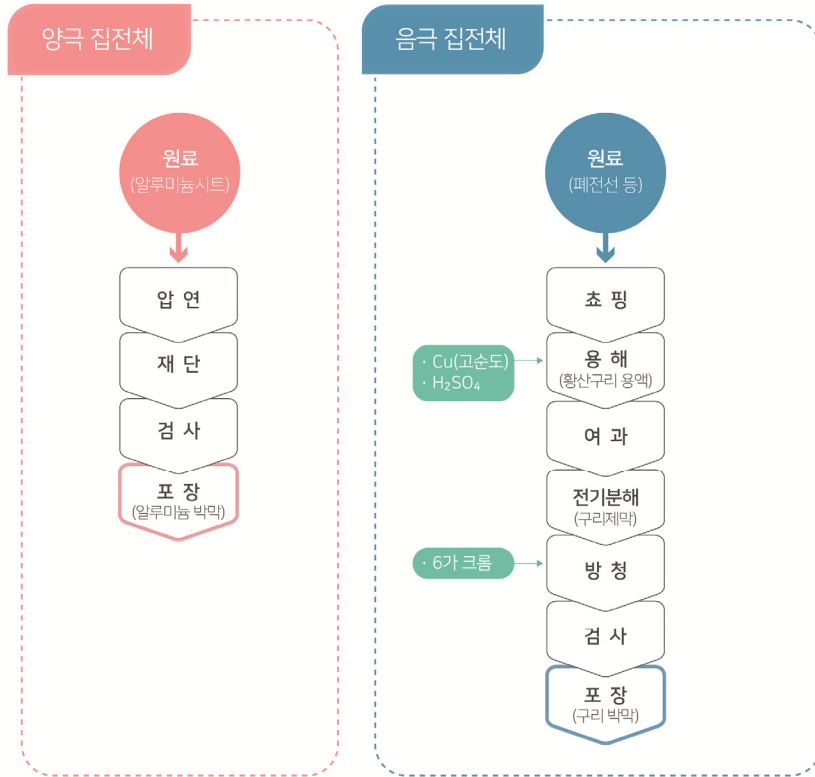 양극 집전체
원료
(알루미늄시트)
압 연
재 단
검 사
포 장
(알루미늄 박막)
음극 집전체
원료
(폐전선 등)
쵸 핑
· Cu(고순도)
· H₂SO₄
용 해
(황산구리 용액)
여 과
전기분해
(구리제막)
· 6가 크롬
방 청
검 사
포 장
(구리 박막)